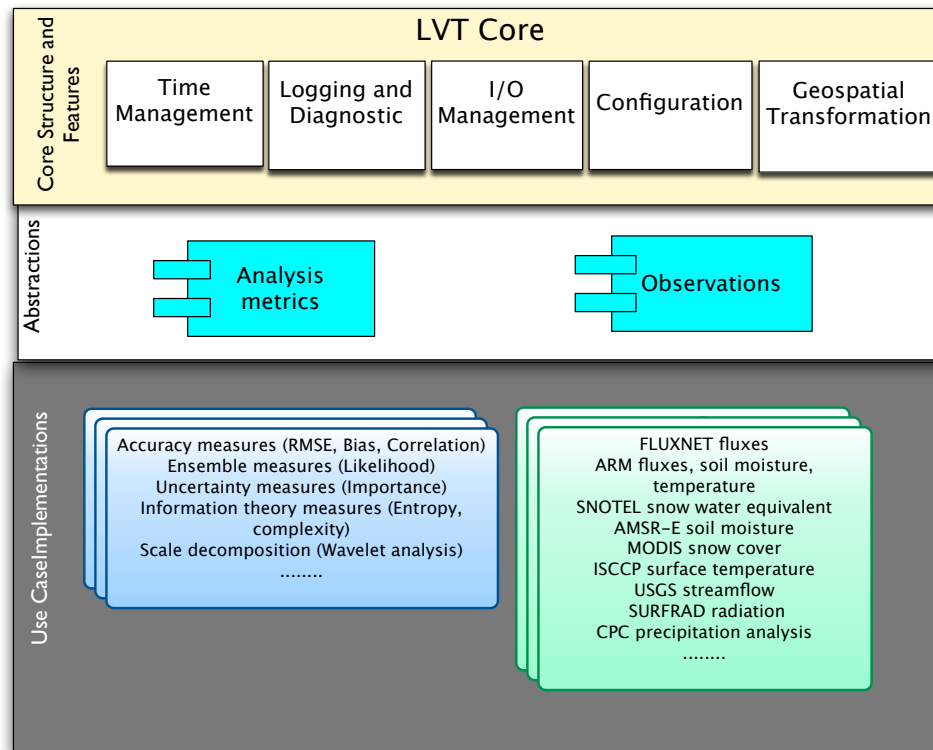 LVT Core
Core Structure and
Features
Time
Management
Logging and
Diagnostic
I/O
Management
Configuration
Geospatial
Transformation
Abstractions
Analysis
metrics
Observations
Use CaseImplementations
Accuracy measures (RMSE, Bias, Correlation)
Ensemble measures (Likelihood)
Uncertainty measures (Importance)
Information theory measures (Entropy,
complexity)
Scale decomposition (Wavelet analysis)
........
FLUXNET fluxes
ARM fluxes, soil moisture,
temperature
SNOTEL snow water equivalent
AMSR-E soil moisture
MODIS snow cover
ISCCP surface temperature
USGS streamflow
SURFRAD radiation
CPC precipitation analysis
........